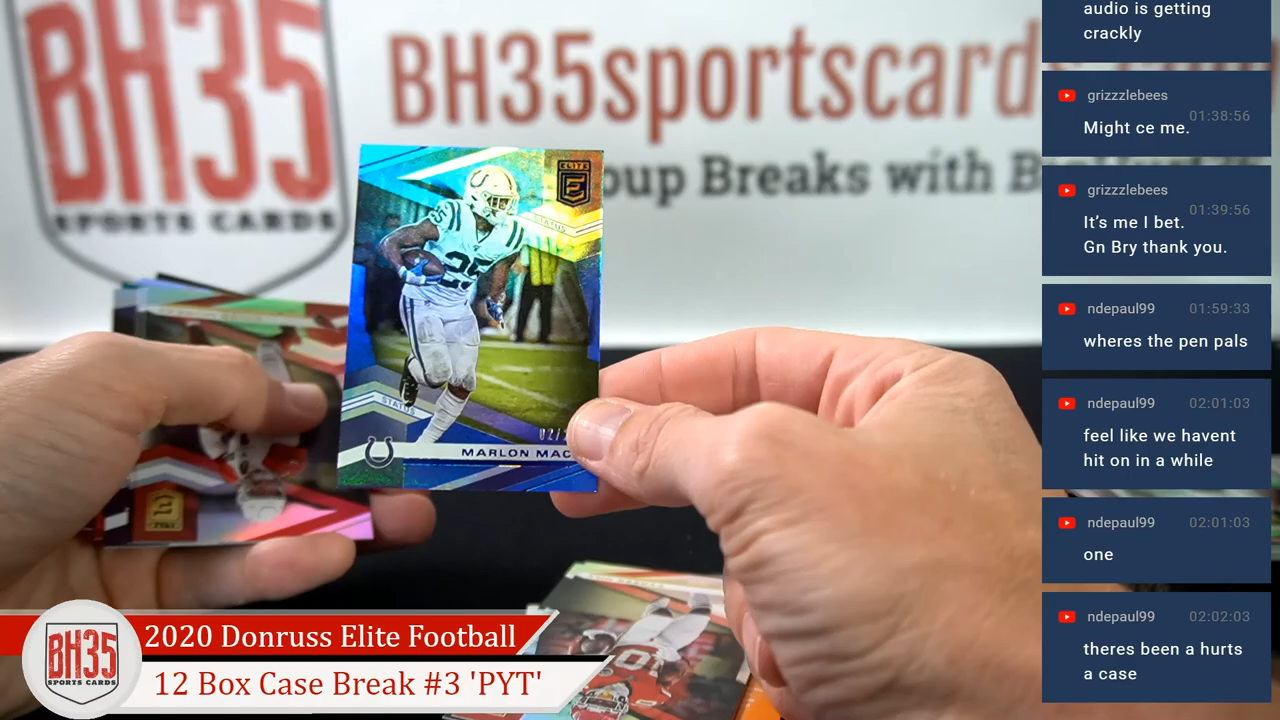 BH35
SPORTS CARDS
BH35sportscards
oup Breaks with
ELITE
E
STATUS
25
25
STATUS
02/
MARLON MAC
BH35
SPORTS CARDS
2020 Donruss Elite Football
12 Box Case Break #3 'PYT'
audio is getting
crackly
grizzzlebees
01:38:56
Might ce me.
grizzzlebees
01:39:56
It’s me I bet.
Gn Bry thank you.
ndepaul99 01:59:33
wheres the pen pals
ndepaul99 02:01:03
feel like we havent
hit on in a while
ndepaul99 02:01:03
one
ndepaul99 02:02:03
theres been a hurts
a case